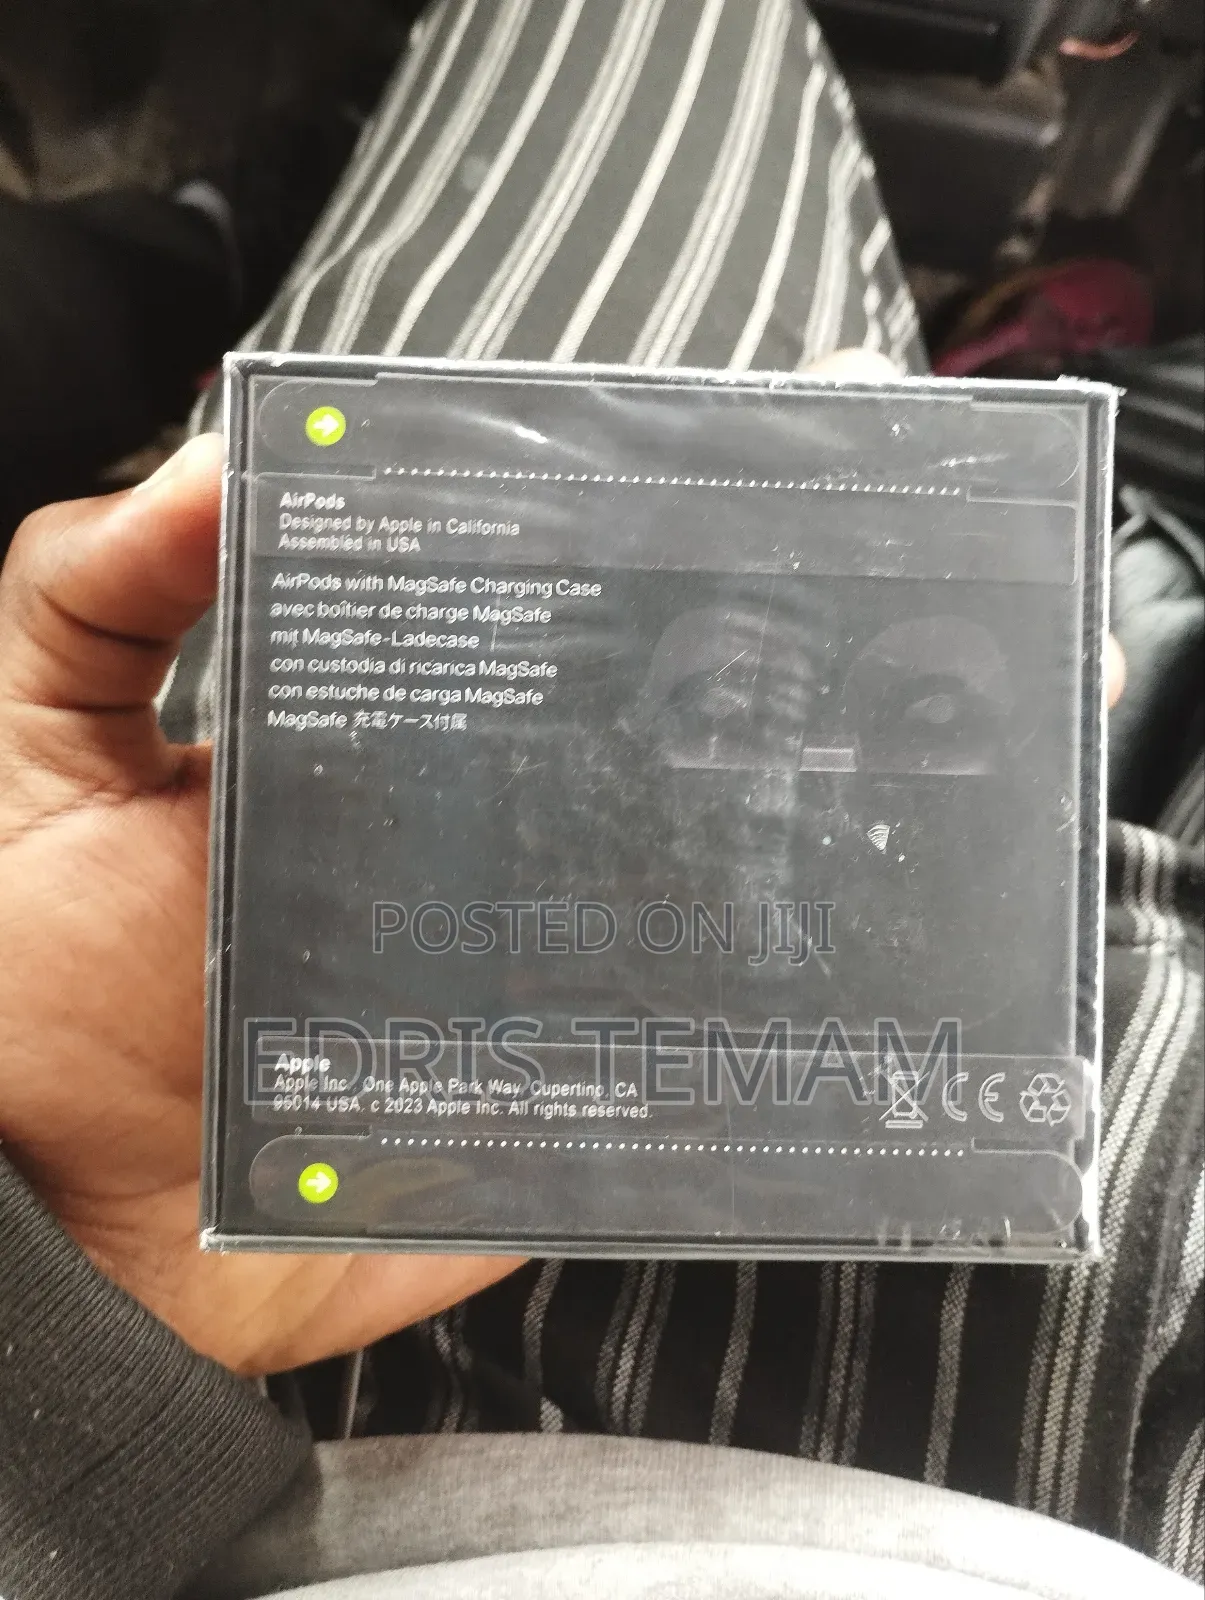 AirPods
Designed by Apple in California
Assembled in USA
AirPods with MagSafe Charging Case
avec boîtier de charge MagSafe
mit MagSafe-Ladecase
con custodia di ricarica MagSafe
con estuche de carga MagSafe
MagSafe 充電ケース付属
POSTED ON JIJI
EDRIS TEMAM
Apple
Apple Inc., One Apple Park Way, Cupertino, CA
95014 USA. c 2023 Apple Inc. All rights reserved.
CE